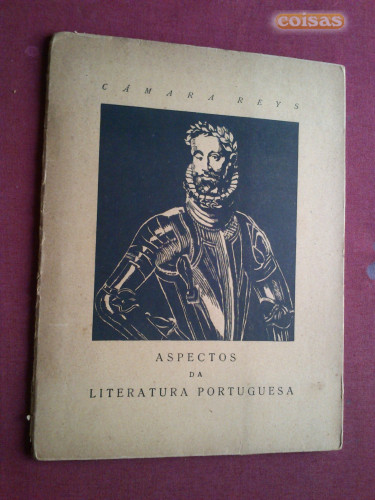 coisas
CÂMARA REYS
ASPECTOS
DA
LITERATURA PORTUGUESA